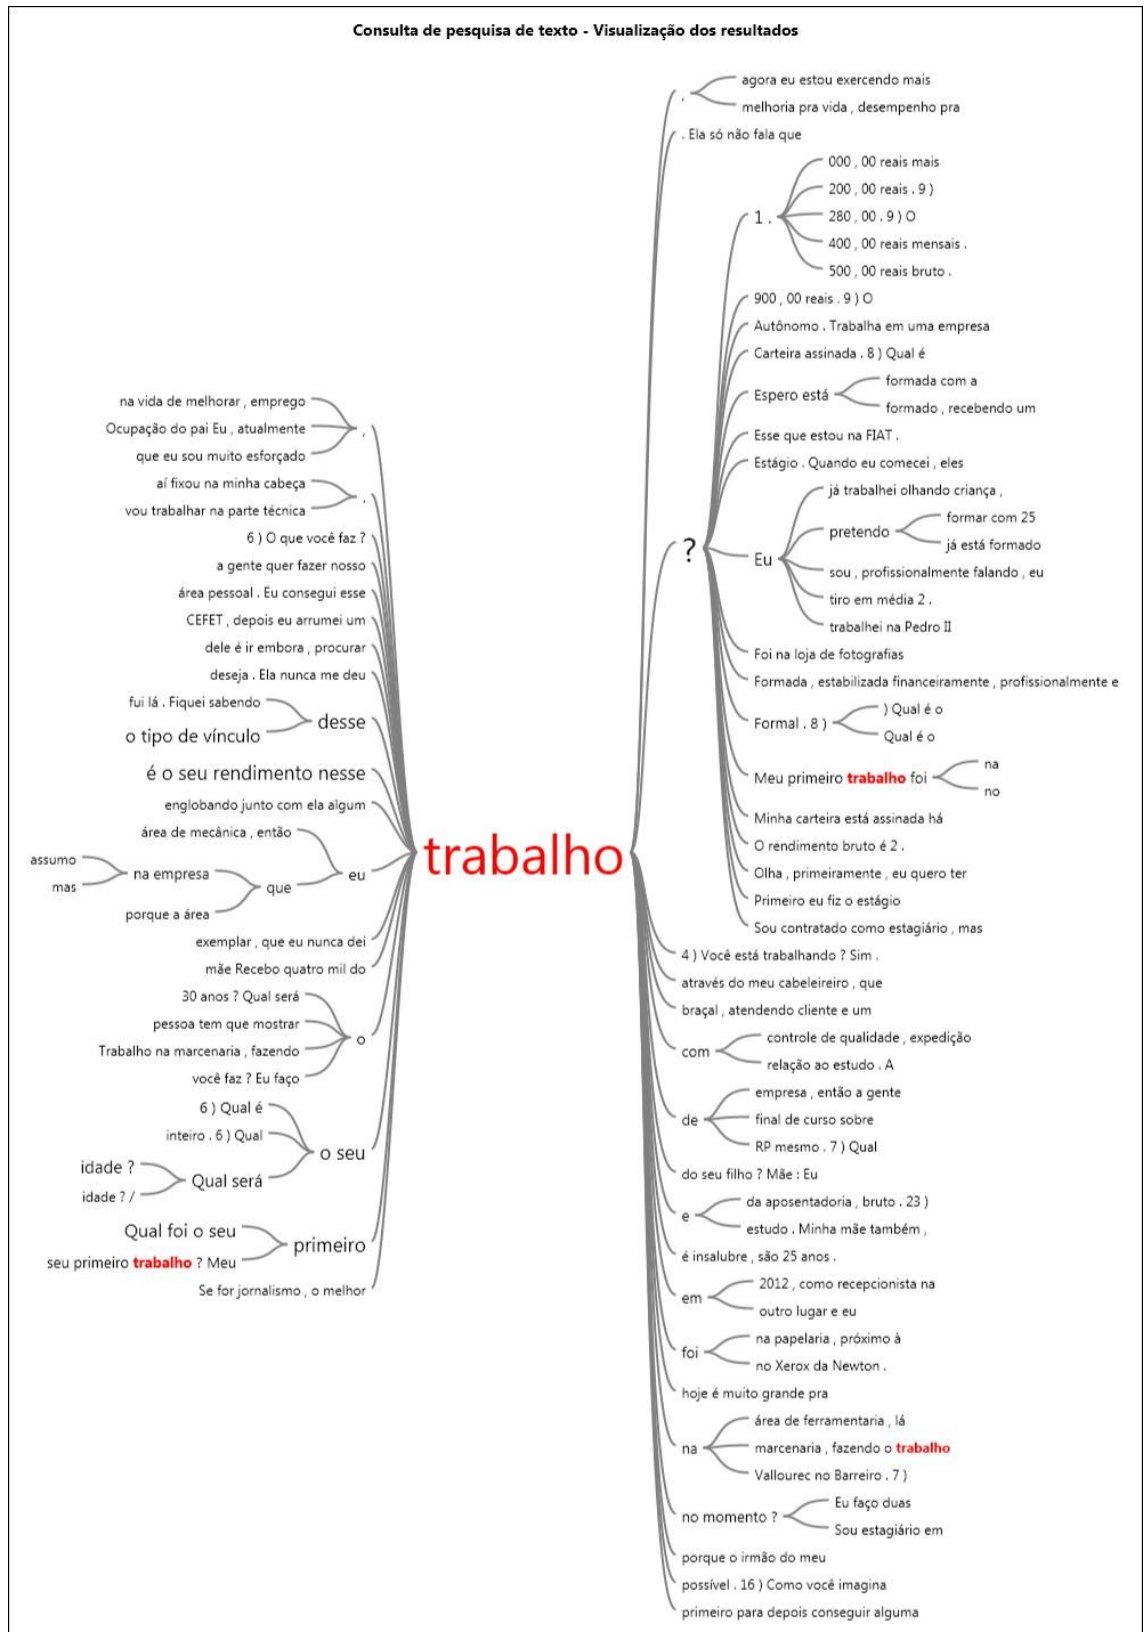 Consulta de pesquisa de texto - Visualização dos resultados
na vida de melhorar , emprego
Ocupação do pai Eu , atualmente
que eu sou muito esforçado
,
aí fixou na minha cabeça
vou trabalhar na parte técnica
.
6 ) O que você faz ?
a gente quer fazer nosso
área pessoal . Eu consegui esse
CEFET , depois eu arrumei um
dele é ir embora , procurar
deseja . Ela nunca me deu
fui lá . Fiquei sabendo
o tipo de vínculo
desse
é o seu rendimento nesse
englobando junto com ela algum
área de mecânica , então
assumo
mas
na empresa
porque a área
que
eu
exemplar , que eu nunca dei
mãe Recebo quatro mil do
30 anos ? Qual será
pessoa tem que mostrar
Trabalho na marcenaria , fazendo
você faz ? Eu faço
o
6 ) Qual é
inteiro . 6 ) Qual
idade ?
idade ? /
Qual será
o seu
Qual foi o seu
seu primeiro trabalho ? Meu
primeiro
Se for jornalismo , o melhor
trabalho
,
agora eu estou exercendo mais
melhoria pra vida , desempenho pra
. Ela só não fala que
?
1 .
000 , 00 reais mais
200 , 00 reais . 9 )
280 , 00 . 9 ) O
400 , 00 reais mensais .
500 , 00 reais bruto .
900 , 00 reais . 9 ) O
Autônomo . Trabalha em uma empresa
Carteira assinada . 8 ) Qual é
Espero está
formada com a
formado , recebendo um
Esse que estou na FIAT .
Estágio . Quando eu comecei , eles
Eu
já trabalhei olhando criança ,
pretendo
formar com 25
já está formado
sou , profissionalmente falando , eu
tiro em média 2 .
trabalhei na Pedro II
Foi na loja de fotografias
Formada , estabilizada financeiramente , profissionalmente e
Formal . 8 )
) Qual é o
Qual é o
Meu primeiro trabalho foi
na
no
Minha carteira está assinada há
O rendimento bruto é 2 .
Olha , primeiramente , eu quero ter
Primeiro eu fiz o estágio
Sou contratado como estagiário , mas
4 ) Você está trabalhando ? Sim .
através do meu cabeleireiro , que
braçal , atendendo cliente e um
com
controle de qualidade , expedição
relação ao estudo . A
de
empresa , então a gente
final de curso sobre
RP mesmo . 7 ) Qual
do seu filho ? Mãe : Eu
e
da aposentadoria , bruto . 23 )
estudo . Minha mãe também ,
é insalubre , são 25 anos .
em
2012 , como recepcionista na
outro lugar e eu
foi
na papelaria , próximo à
no Xerox da Newton .
hoje é muito grande pra
na
área de ferramentaria , lá
marcenaria , fazendo o trabalho
Vallourec no Barreiro . 7 )
no momento ?
Eu faço duas
Sou estagiário em
porque o irmão do meu
possível . 16 ) Como você imagina
primeiro para depois conseguir alguma